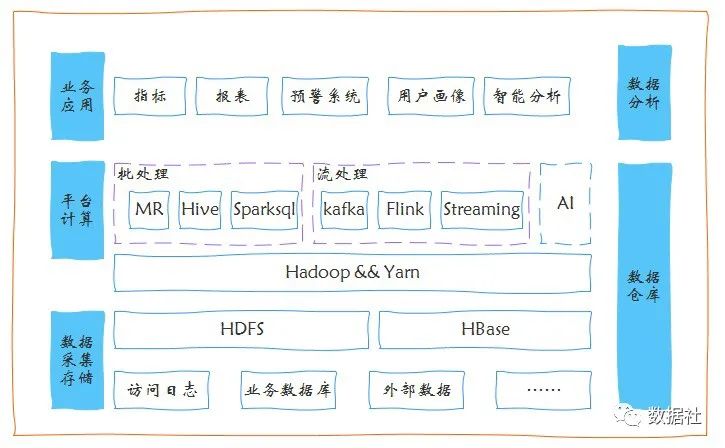 业务
应用
指标
报表
预警系统
用户画像
智能分析
数据
分析
平台
计算
批处理
MR
Hive
Sparksql
流处理
kafka
Flink
Streaming
AI
Hadoop && Yarn
数据
仓库
数据
采集
存储
HDFS
HBase
访问日志
业务数据库
外部数据
……
数据社